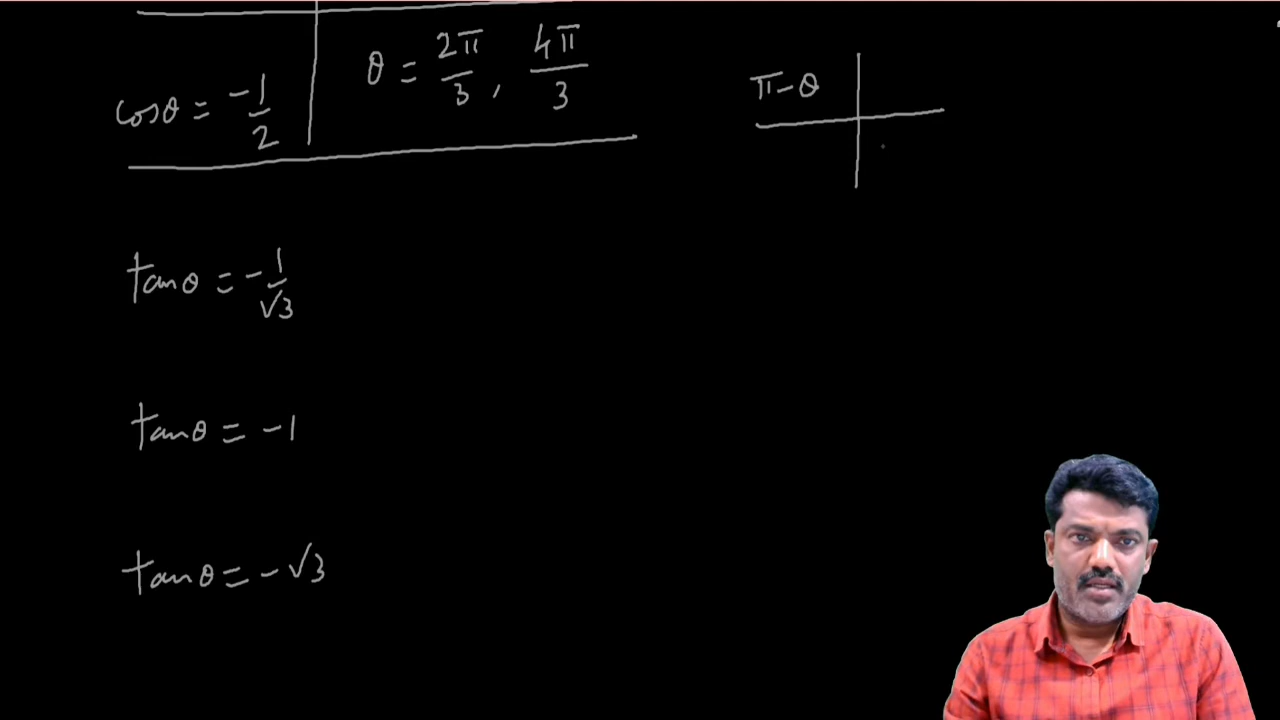 cosθ = -1/2
θ = 2π/3, 4π/3
π-θ
tanθ = -1/√3
tanθ = -1
tanθ = -√3